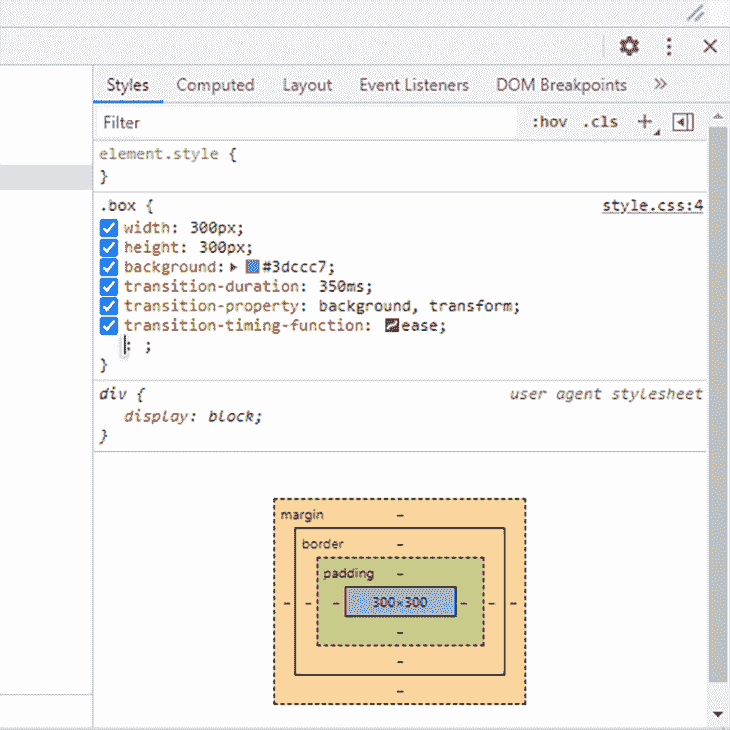 Styles Computed Layout Event Listeners DOM Breakpoints »
Filter :hov .cls +
element.style {
}
.box { style.css:4
width: 300px;
height: 300px;
background: #3dccc7;
transition-duration: 350ms;
transition-property: background, transform;
transition-timing-function: ease;
: ;
}
div { user agent stylesheet
display: block;
}
margin –
border –
padding –
– – – 300×300 – – –
–
–
–